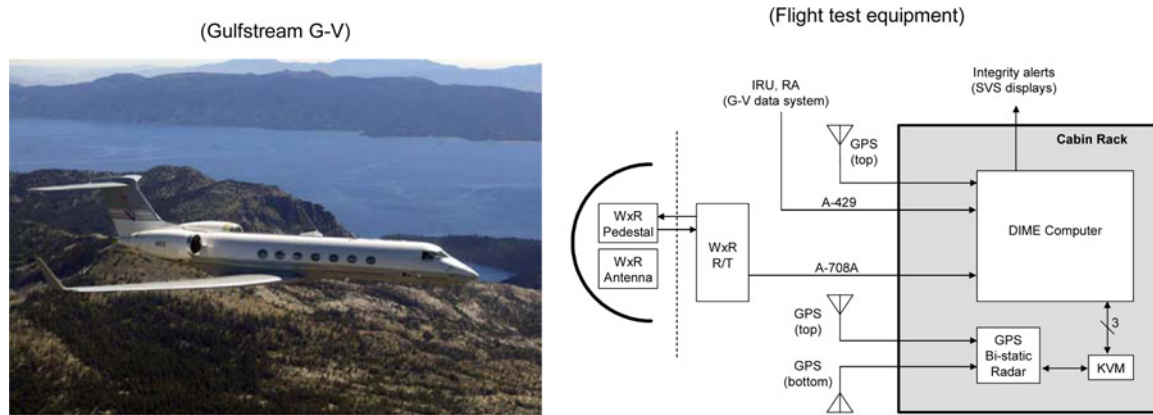 (Gulfstream G-V)
(Flight test equipment)
IRU, RA
(G-V data system)
Integrity alerts
(SVS displays)
GPS
(top)
Cabin Rack
A-429
DIME Computer
WxR
Pedestal
WxR
Antenna
WxR
R/T
A-708A
GPS
(top)
GPS
(bottom)
GPS
Bi-static
Radar
3
KVM